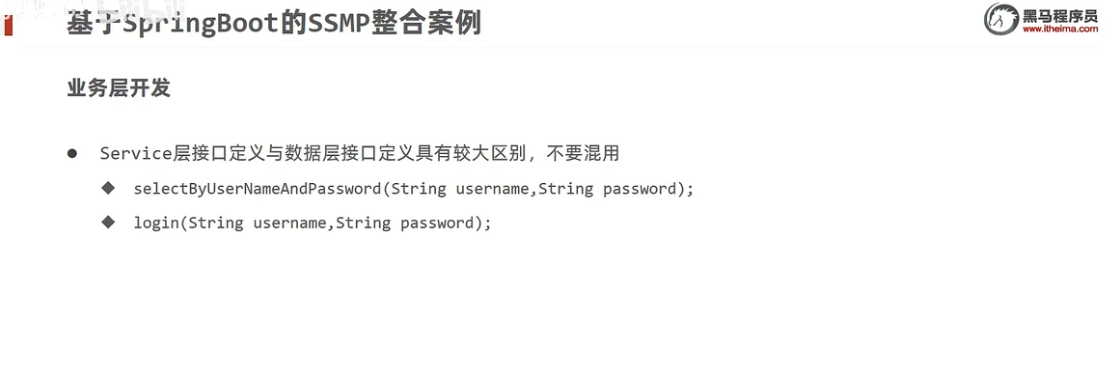 基于SpringBoot的SSMP整合案例
黑马程序员
www.itheima.com
业务层开发
● Service层接口定义与数据层接口定义具有较大区别，不要混用
◆ selectByUserNameAndPassword(String username,String password);
◆ login(String username,String password);